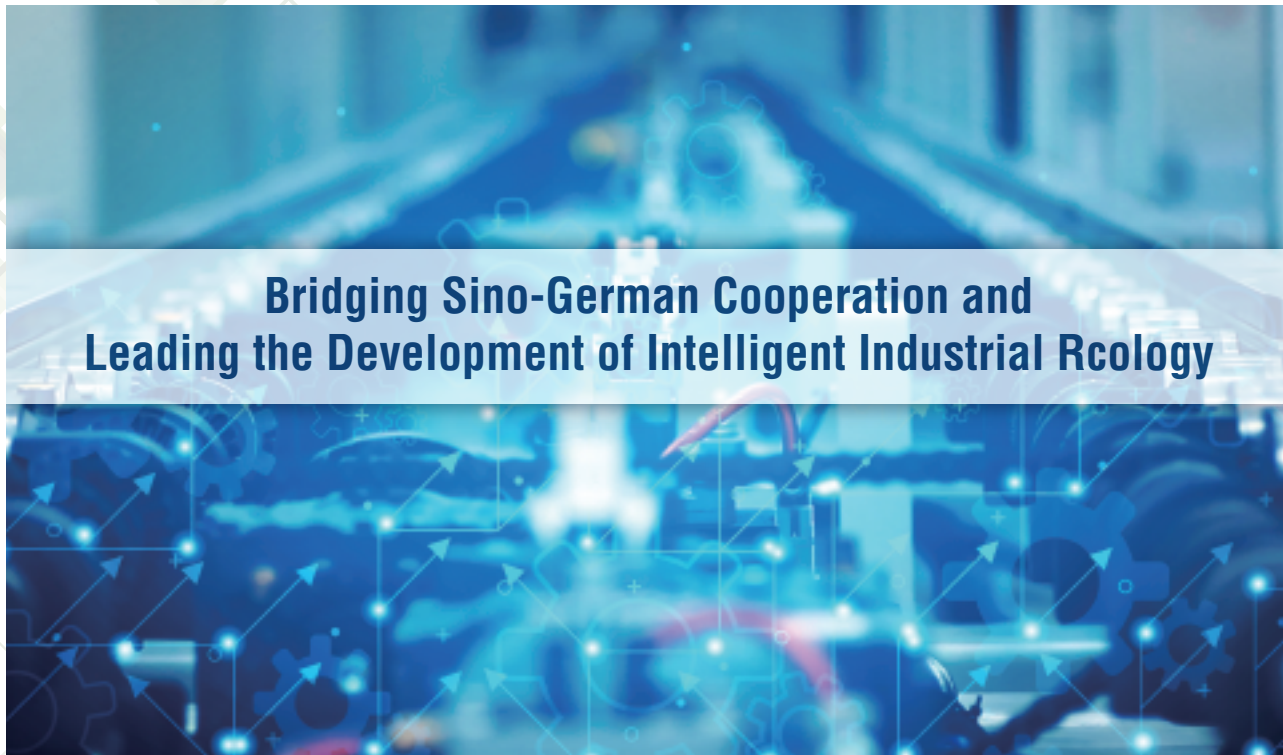 Bridging Sino-German Cooperation and
Leading the Development of Intelligent Industrial Rcology